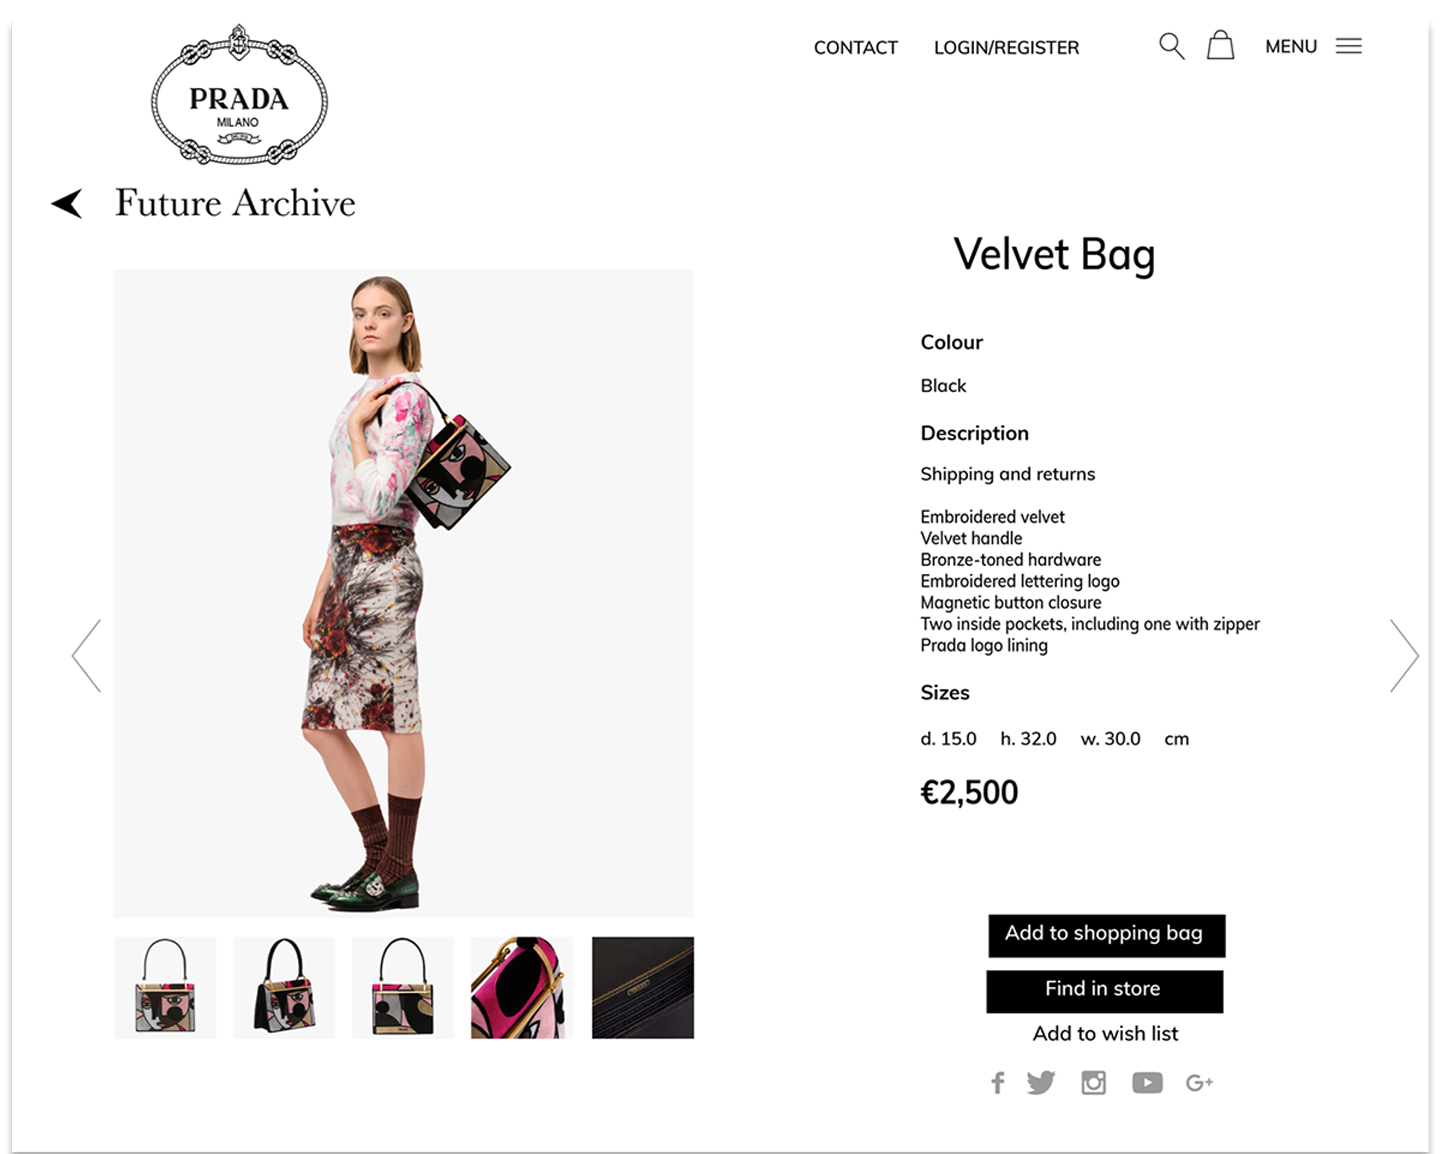 CONTACT
LOGIN/REGISTER
MENU
PRADA
MILANO
Future Archive
Velvet Bag
Colour
Black
Description
Shipping and returns
Embroidered velvet
Velvet handle
Bronze-toned hardware
Embroidered lettering logo
Magnetic button closure
Two inside pockets, including one with zipper
Prada logo lining
Sizes
d. 15.0 h. 32.0 w. 30.0 cm
€2,500
Add to shopping bag
Find in store
Add to wish list
f
G+